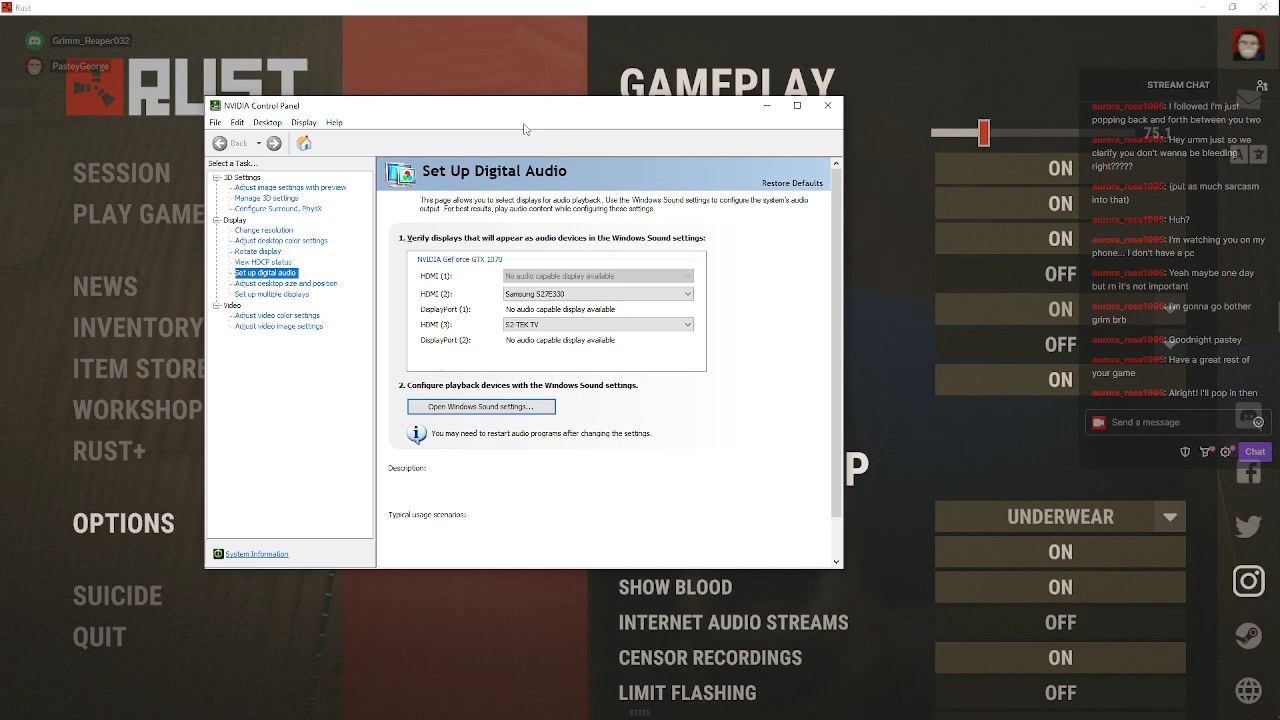 Rust
Grimm_Reaper032
PasteyGeorge
RUST
SESSION
PLAY GAME
NEWS
INVENTORY
ITEM STORE
WORKSHOP
RUST+
OPTIONS
SUICIDE
QUIT
NVIDIA Control Panel
File Edit Desktop Display Help
Back
Select a Task...
3D Settings
Adjust image settings with preview
Manage 3D settings
Configure Surround, PhysX
Display
Change resolution
Adjust desktop color settings
Rotate display
View HDCP status
Set up digital audio
Adjust desktop size and position
Set up multiple displays
Video
Adjust video color settings
Adjust video image settings
System Information
Set Up Digital Audio
Restore Defaults
This page allows you to select displays for audio playback. Use the Windows Sound settings to configure the system's audio
output. For best results, play audio content while configuring these settings.
1. Verify displays that will appear as audio devices in the Windows Sound settings:
NVIDIA GeForce GTX 1070
HDMI (1): No audio capable display available
HDMI (2): Samsung S27E330
DisplayPort (1): No audio capable display available
HDMI (3): S2-TEK TV
DisplayPort (2): No audio capable display available
2. Configure playback devices with the Windows Sound settings.
Open Windows Sound settings...
You may need to restart audio programs after changing the settings.
Description:
Typical usage scenarios:
GAMEPLAY
75.1
ON
ON
ON
OFF
ON
OFF
ON
P
UNDERWEAR
ON
SHOW BLOOD ON
INTERNET AUDIO STREAMS OFF
CENSOR RECORDINGS ON
LIMIT FLASHING OFF
STREAM CHAT
aurora_rose1996: I followed I'm just
popping back and forth between you two
aurora_rose1996: Hey umm just so we
clarify you don't wanna be bleeding
right?????
aurora_rose1996: (put as much sarcasm
into that)
aurora_rose1996: Huh?
aurora_rose1996: I'm watching you on my
phone... I don't have a pc
aurora_rose1996: Yeah maybe one day
but rn it's not important
aurora_rose1996: I'm gonna go bother
grim brb
aurora_rose1996: Goodnight pastey
aurora_rose1996: Have a great rest of
your game
aurora_rose1996: Alright! I'll pop in then
Send a message
Chat